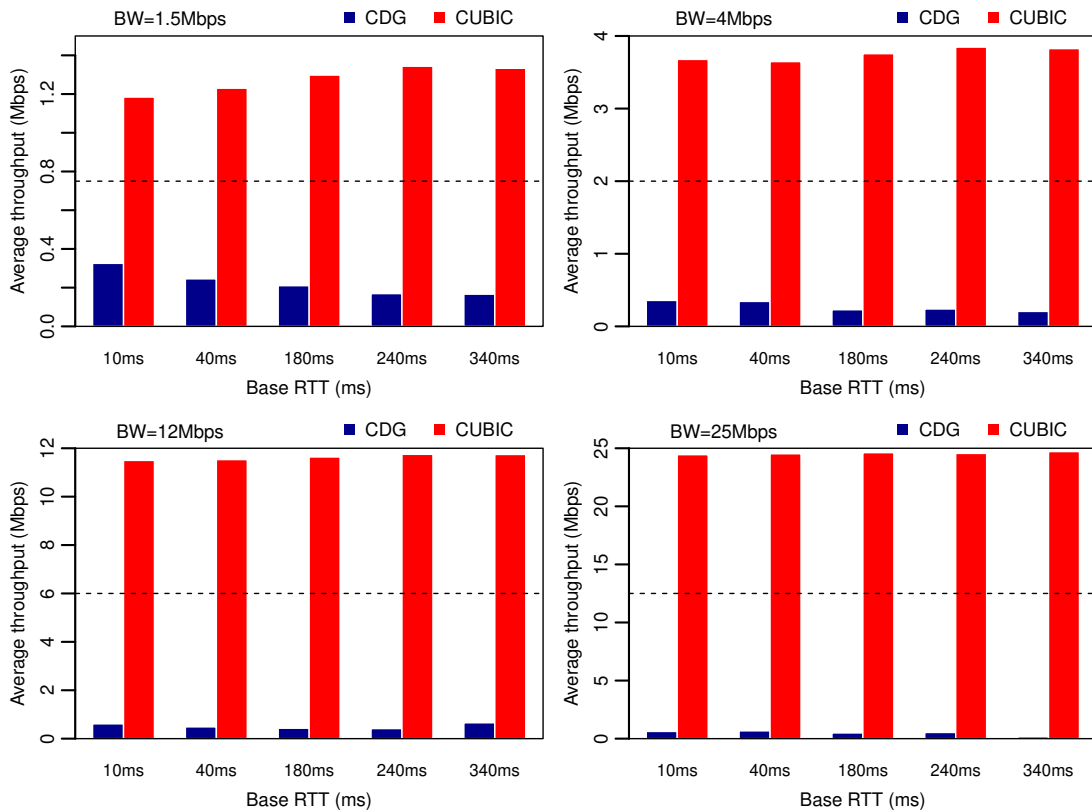 BW=1.5Mbps CDG CUBIC
Average throughput (Mbps)
0.0 0.4 0.8 1.2
10ms 40ms 180ms 240ms 340ms
Base RTT (ms)
BW=4Mbps CDG CUBIC
Average throughput (Mbps)
0 1 2 3 4
10ms 40ms 180ms 240ms 340ms
Base RTT (ms)
BW=12Mbps CDG CUBIC
Average throughput (Mbps)
0 2 4 6 8 10 12
10ms 40ms 180ms 240ms 340ms
Base RTT (ms)
BW=25Mbps CDG CUBIC
Average throughput (Mbps)
0 5 10 15 20 25
10ms 40ms 180ms 240ms 340ms
Base RTT (ms)